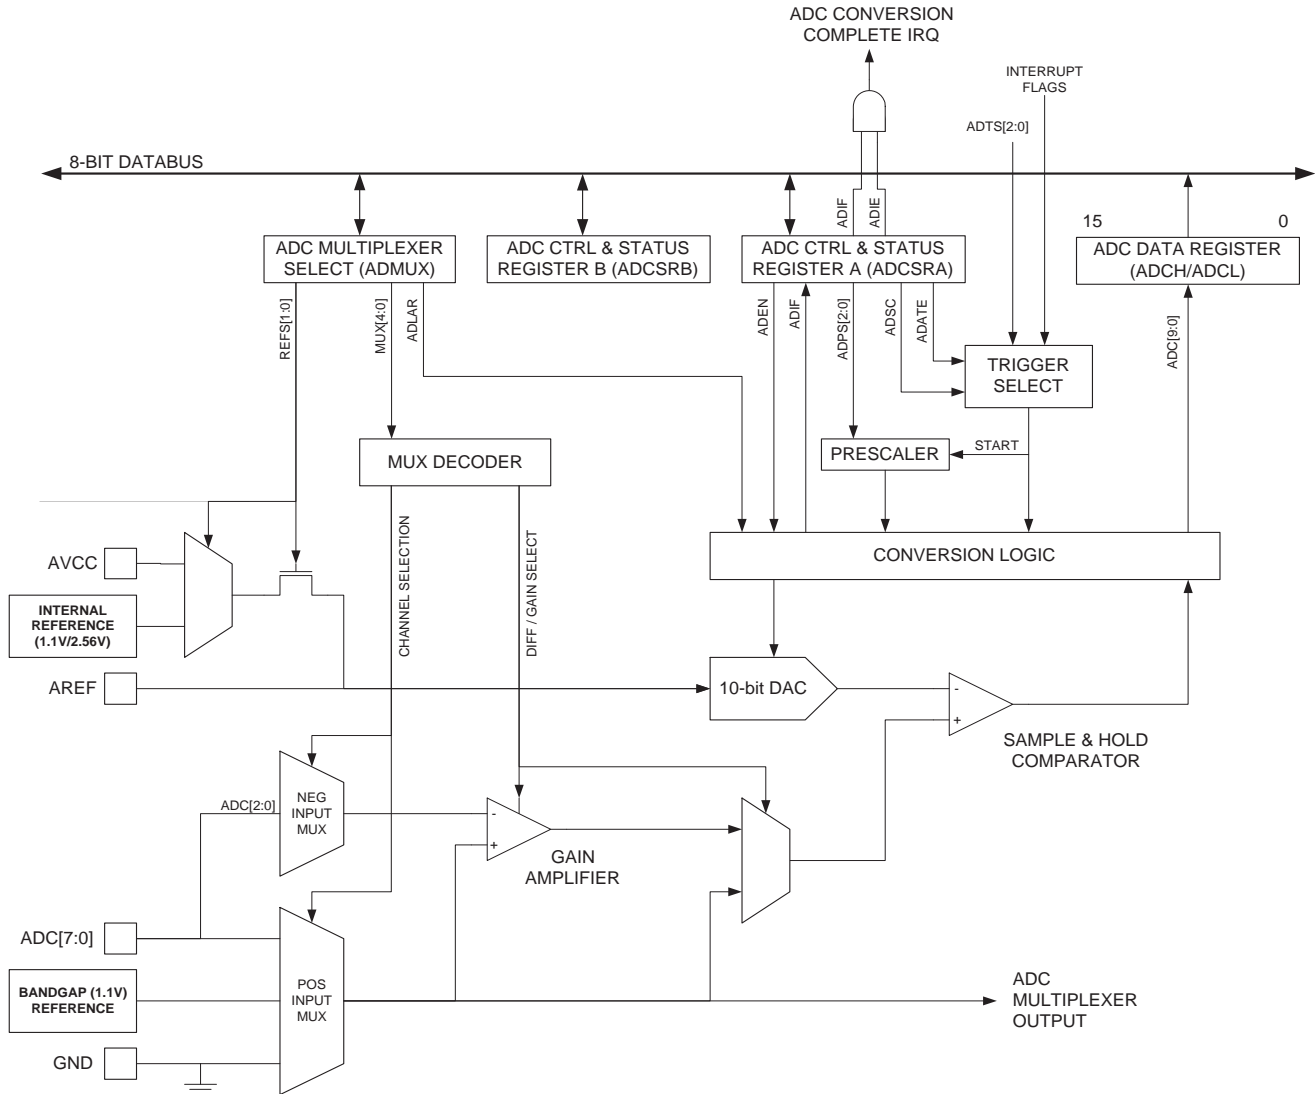 ADC CONVERSION
COMPLETE IRQ
INTERRUPT
FLAGS
ADTS[2:0]
8-BIT DATABUS
ADIF
ADIE
15
0
ADC MULTIPLEXER
SELECT (ADMUX)
ADC CTRL & STATUS
REGISTER B (ADCSRB)
ADC CTRL & STATUS
REGISTER A (ADCSRA)
ADC DATA REGISTER
(ADCH/ADCL)
REFS[1:0]
MUX[4:0]
ADLAR
ADEN
ADIF
ADPS[2:0]
ADSC
ADATE
ADC[9:0]
TRIGGER
SELECT
MUX DECODER
PRESCALER
START
CHANNEL SELECTION
DIFF / GAIN SELECT
CONVERSION LOGIC
AVCC
INTERNAL
REFERENCE
(1.1V/2.56V)
AREF
10-bit DAC
-
+
SAMPLE & HOLD
COMPARATOR
ADC[2:0]
NEG
INPUT
MUX
-
+
GAIN
AMPLIFIER
ADC[7:0]
BANDGAP (1.1V)
REFERENCE
POS
INPUT
MUX
ADC
MULTIPLEXER
OUTPUT
GND